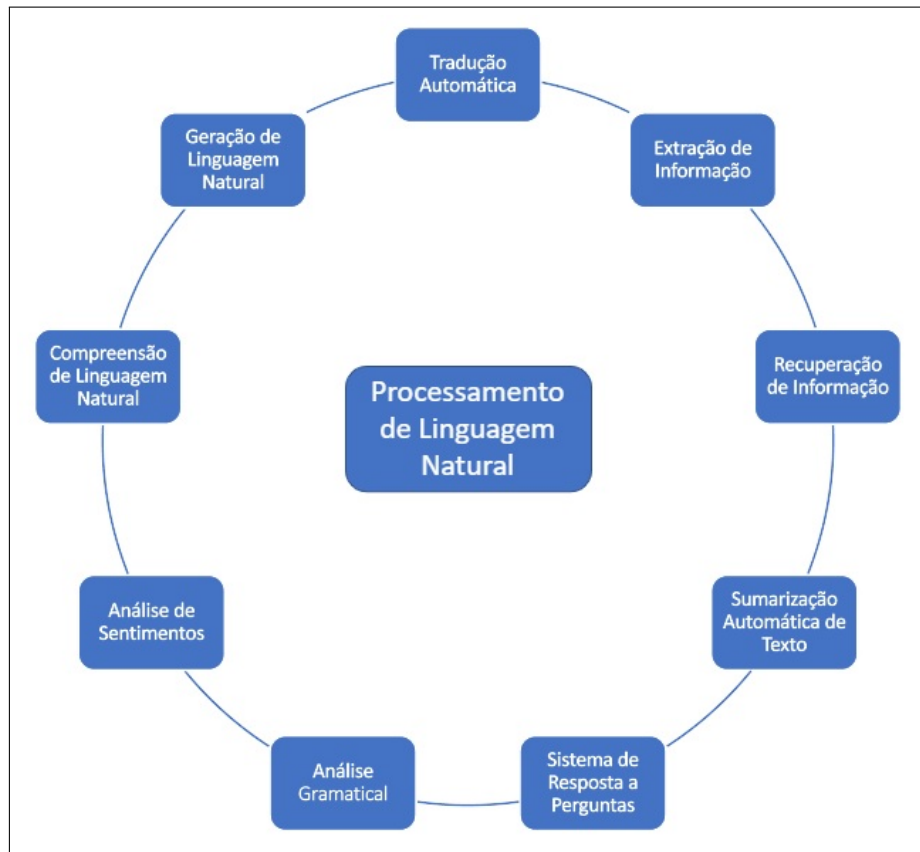 Tradução
Automática
Extração de
Informação
Recuperação
de Informação
Sumarização
Automática de
Texto
Sistema de
Resposta a
Perguntas
Análise
Gramatical
Análise de
Sentimentos
Compreensão
de Linguagem
Natural
Geração de
Linguagem
Natural
Processamento
de Linguagem
Natural